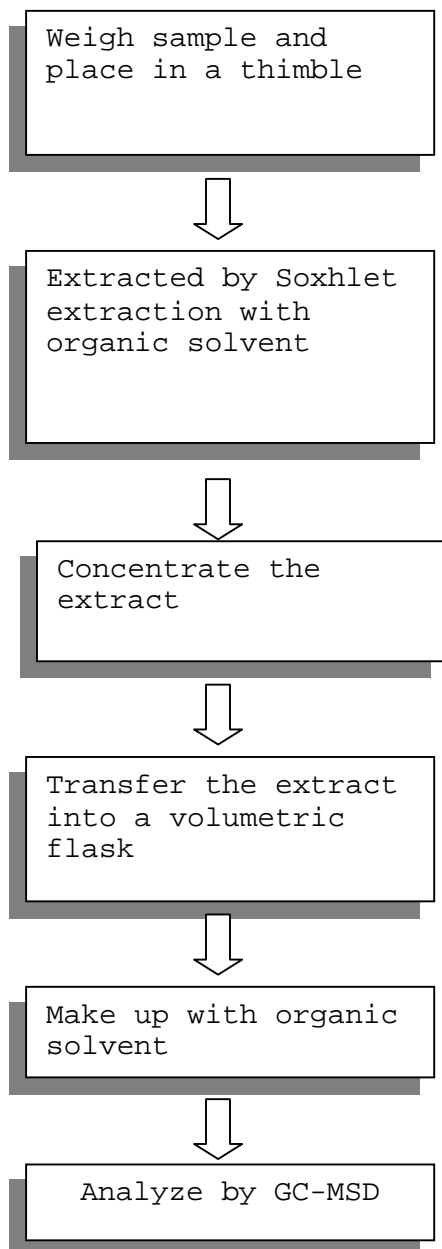 Weigh sample and
place in a thimble
Extracted by Soxhlet
extraction with
organic solvent
Concentrate the
extract
Transfer the extract
into a volumetric
flask
Make up with organic
solvent
Analyze by GC-MSD